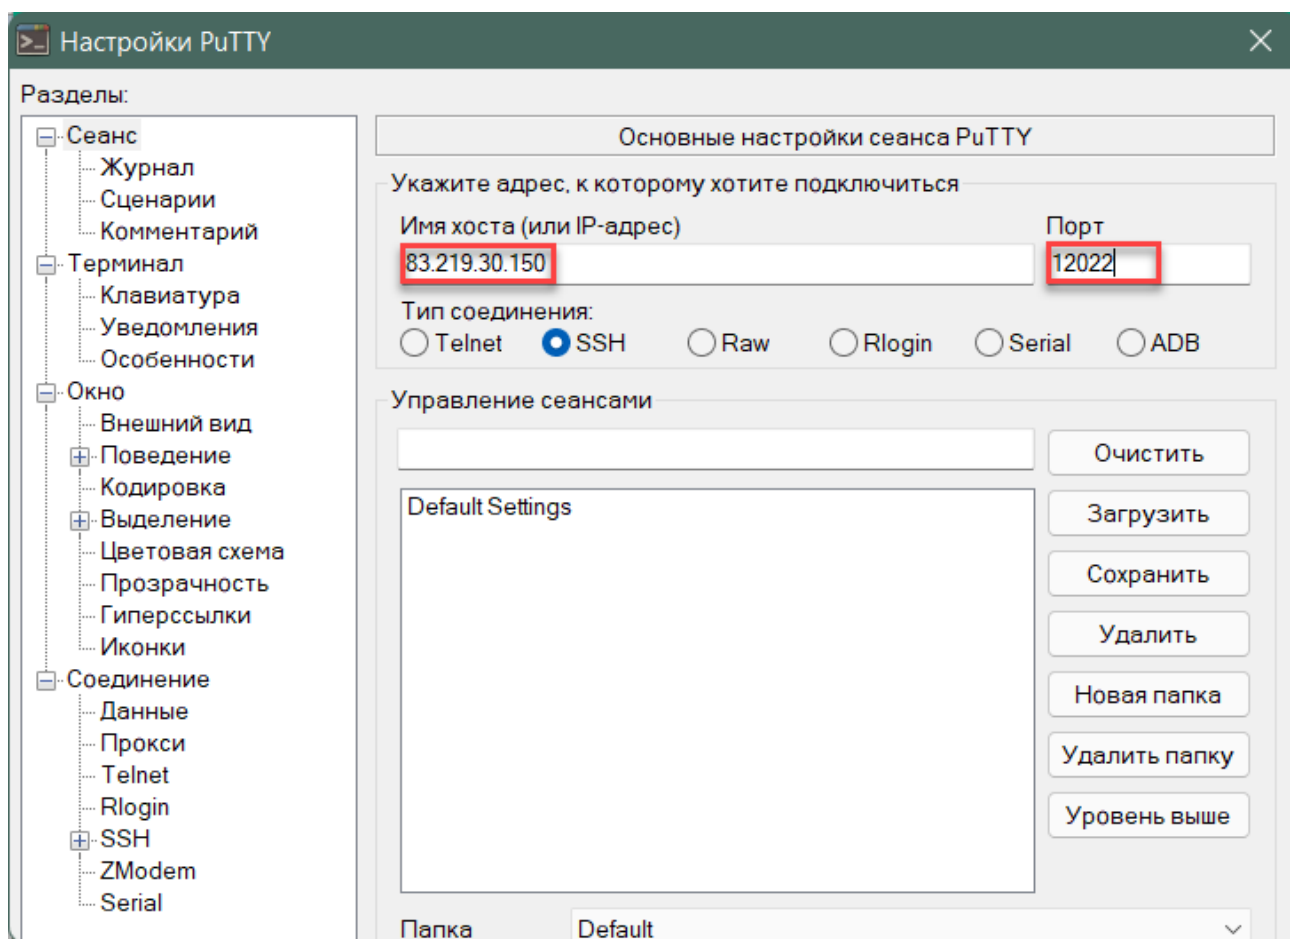 Настройки PuTTY
Разделы:
Сеанс
Журнал
Сценарии
Комментарий
Терминал
Клавиатура
Уведомления
Особенности
Окно
Внешний вид
Поведение
Кодировка
Выделение
Цветовая схема
Прозрачность
Гиперссылки
Иконки
Соединение
Данные
Прокси
Telnet
Rlogin
SSH
ZModem
Serial
Основные настройки сеанса PuTTY
Укажите адрес, к которому хотите подключиться
Имя хоста (или IP-адрес) Порт
83.219.30.150 12022
Тип соединения:
Telnet SSH Raw Rlogin Serial ADB
Управление сеансами
Очистить
Default Settings
Загрузить
Сохранить
Удалить
Новая папка
Удалить папку
Уровень выше
Папка Default